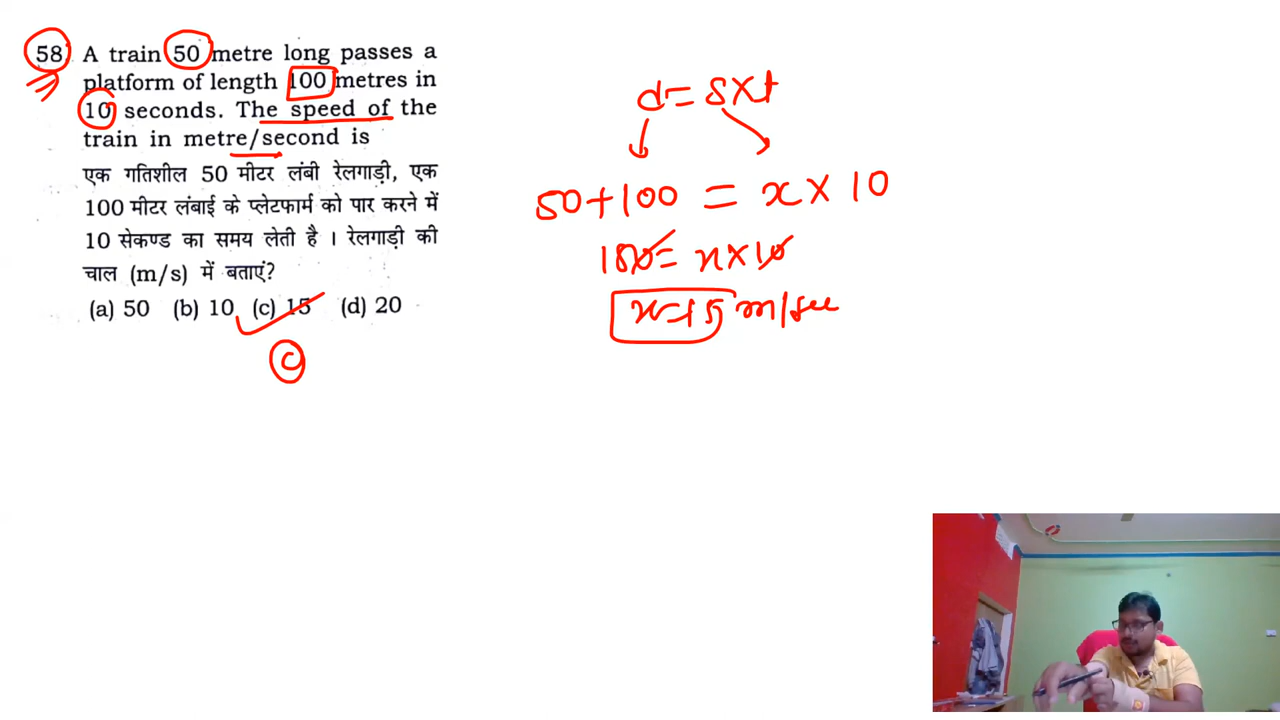 58. A train 50 metre long passes a
platform of length 100 metres in
10 seconds. The speed of the
train in metre/second is
एक गतिशील 50 मीटर लंबी रेलगाड़ी, एक
100 मीटर लंबाई के प्लेटफार्म को पार करने में
10 सेकण्ड का समय लेती है । रेलगाड़ी की
चाल (m/s) में बताएं?
(a) 50 (b) 10 (c) 15 (d) 20
C
d = s×t
50+100 = x × 10
150 = x×10
x=15 m/sec